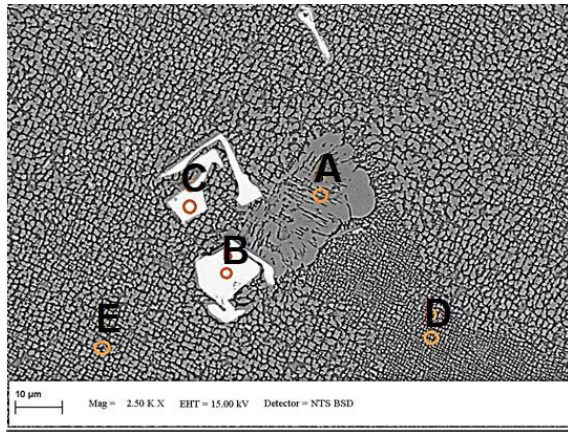 A
C
B
E
D
10 µm
Mag = 2.50 K X EHT = 15.00 kV Detector = NTS BSD